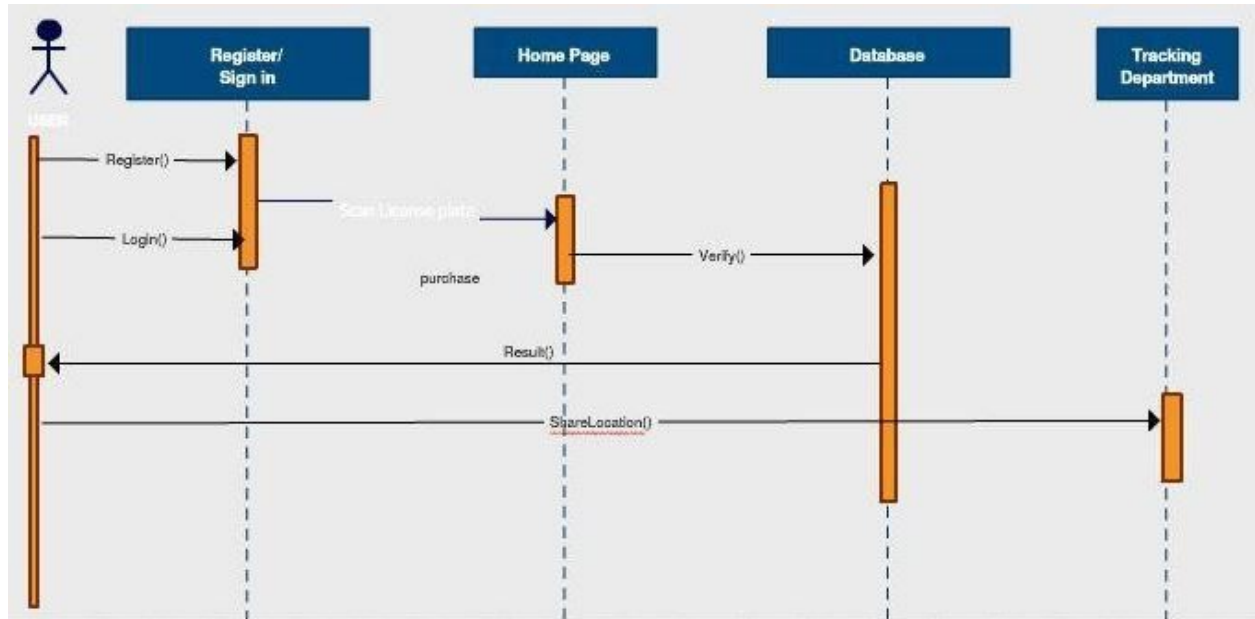 Register/
Sign in
Home Page
Database
Tracking
Department
USER
Register()
Scan License plate
Login()
Verify()
purchase
Result()
ShareLocation()